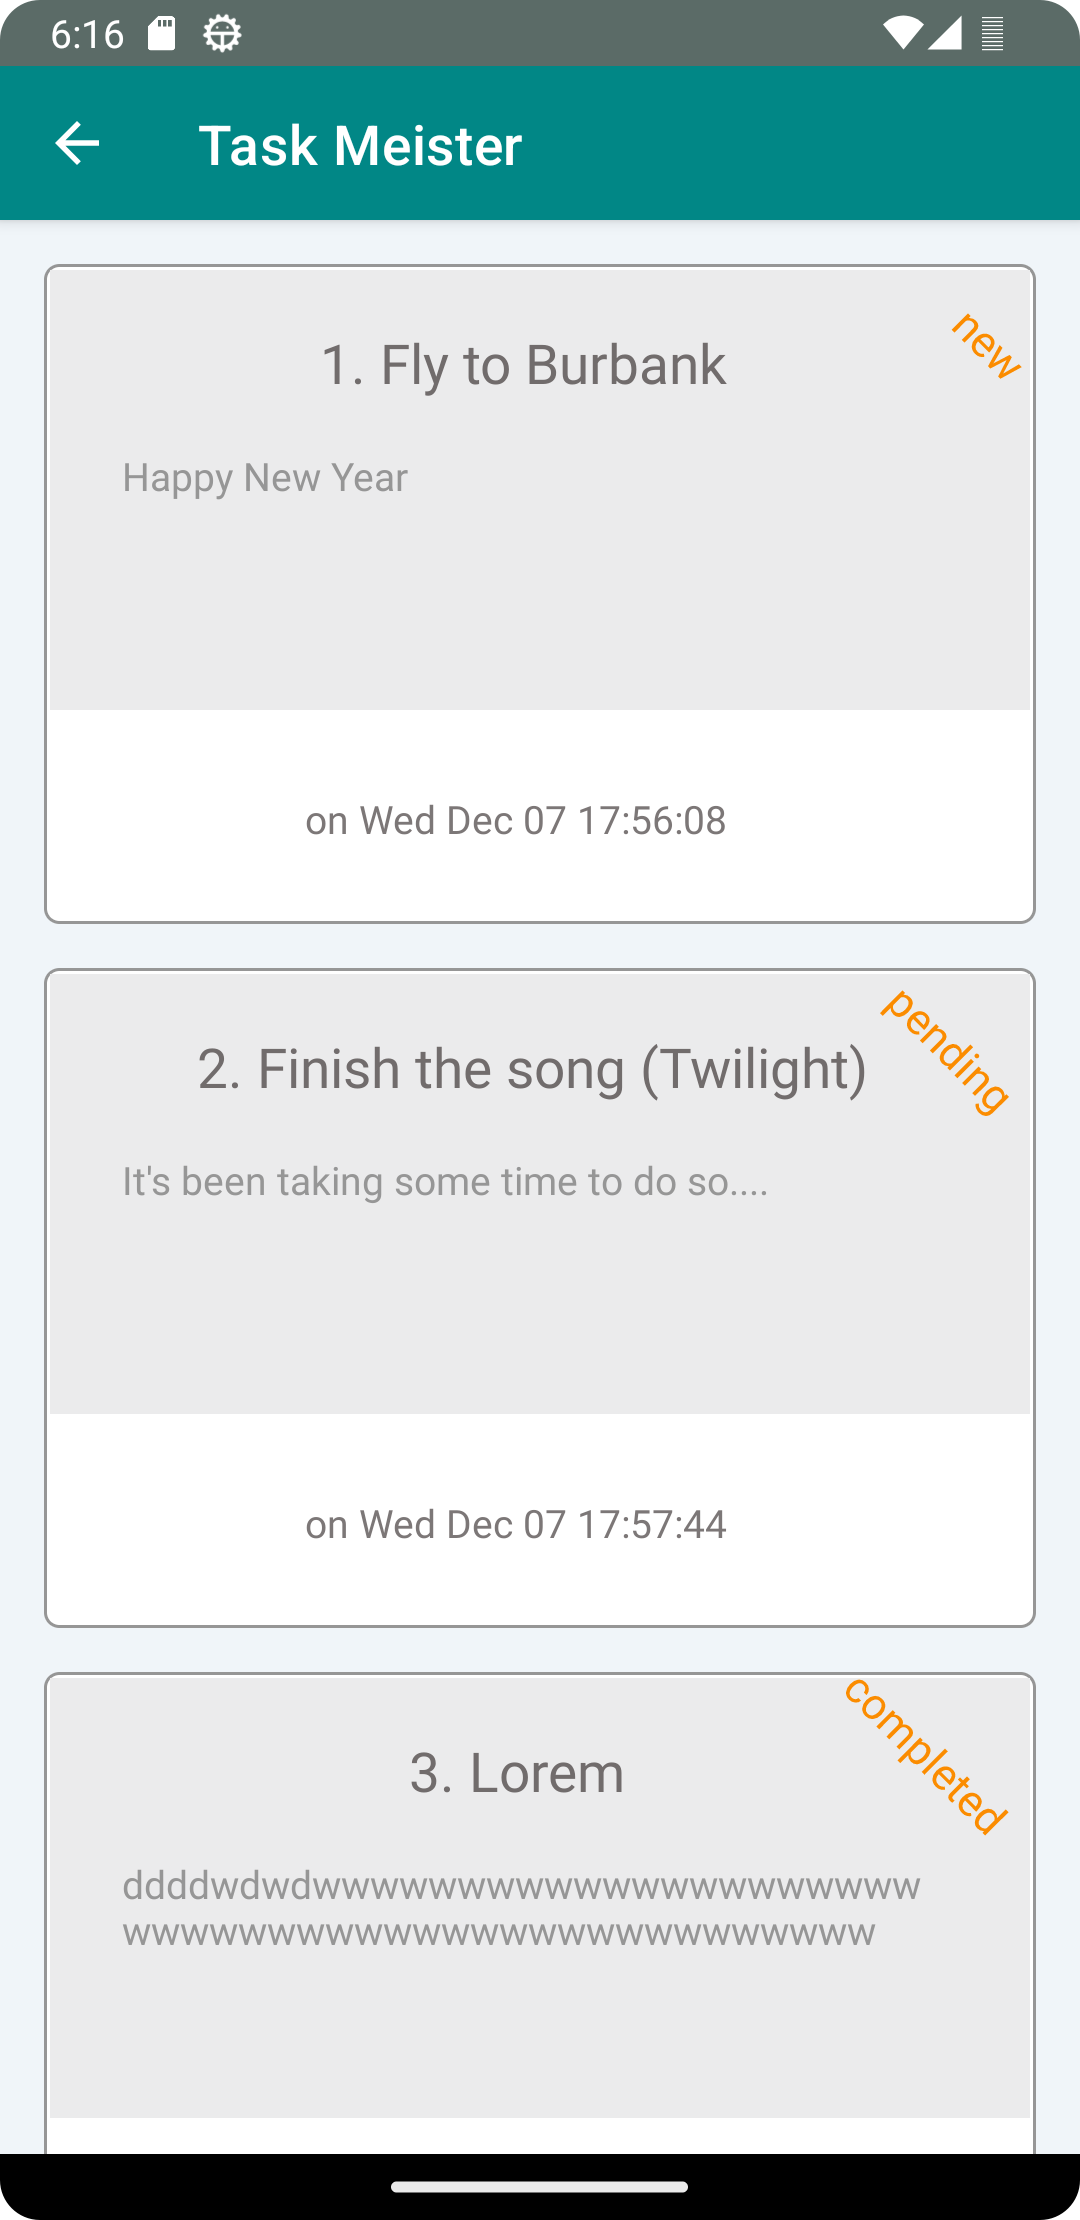 6:16
Task Meister
new
1. Fly to Burbank
Happy New Year
on Wed Dec 07 17:56:08
pending
2. Finish the song (Twilight)
It's been taking some time to do so....
on Wed Dec 07 17:57:44
completed
3. Lorem
ddddwdwdwwwwwwwwwwwwwwwwwwwww
wwwwwwwwwwwwwwwwwwwwwwwwww